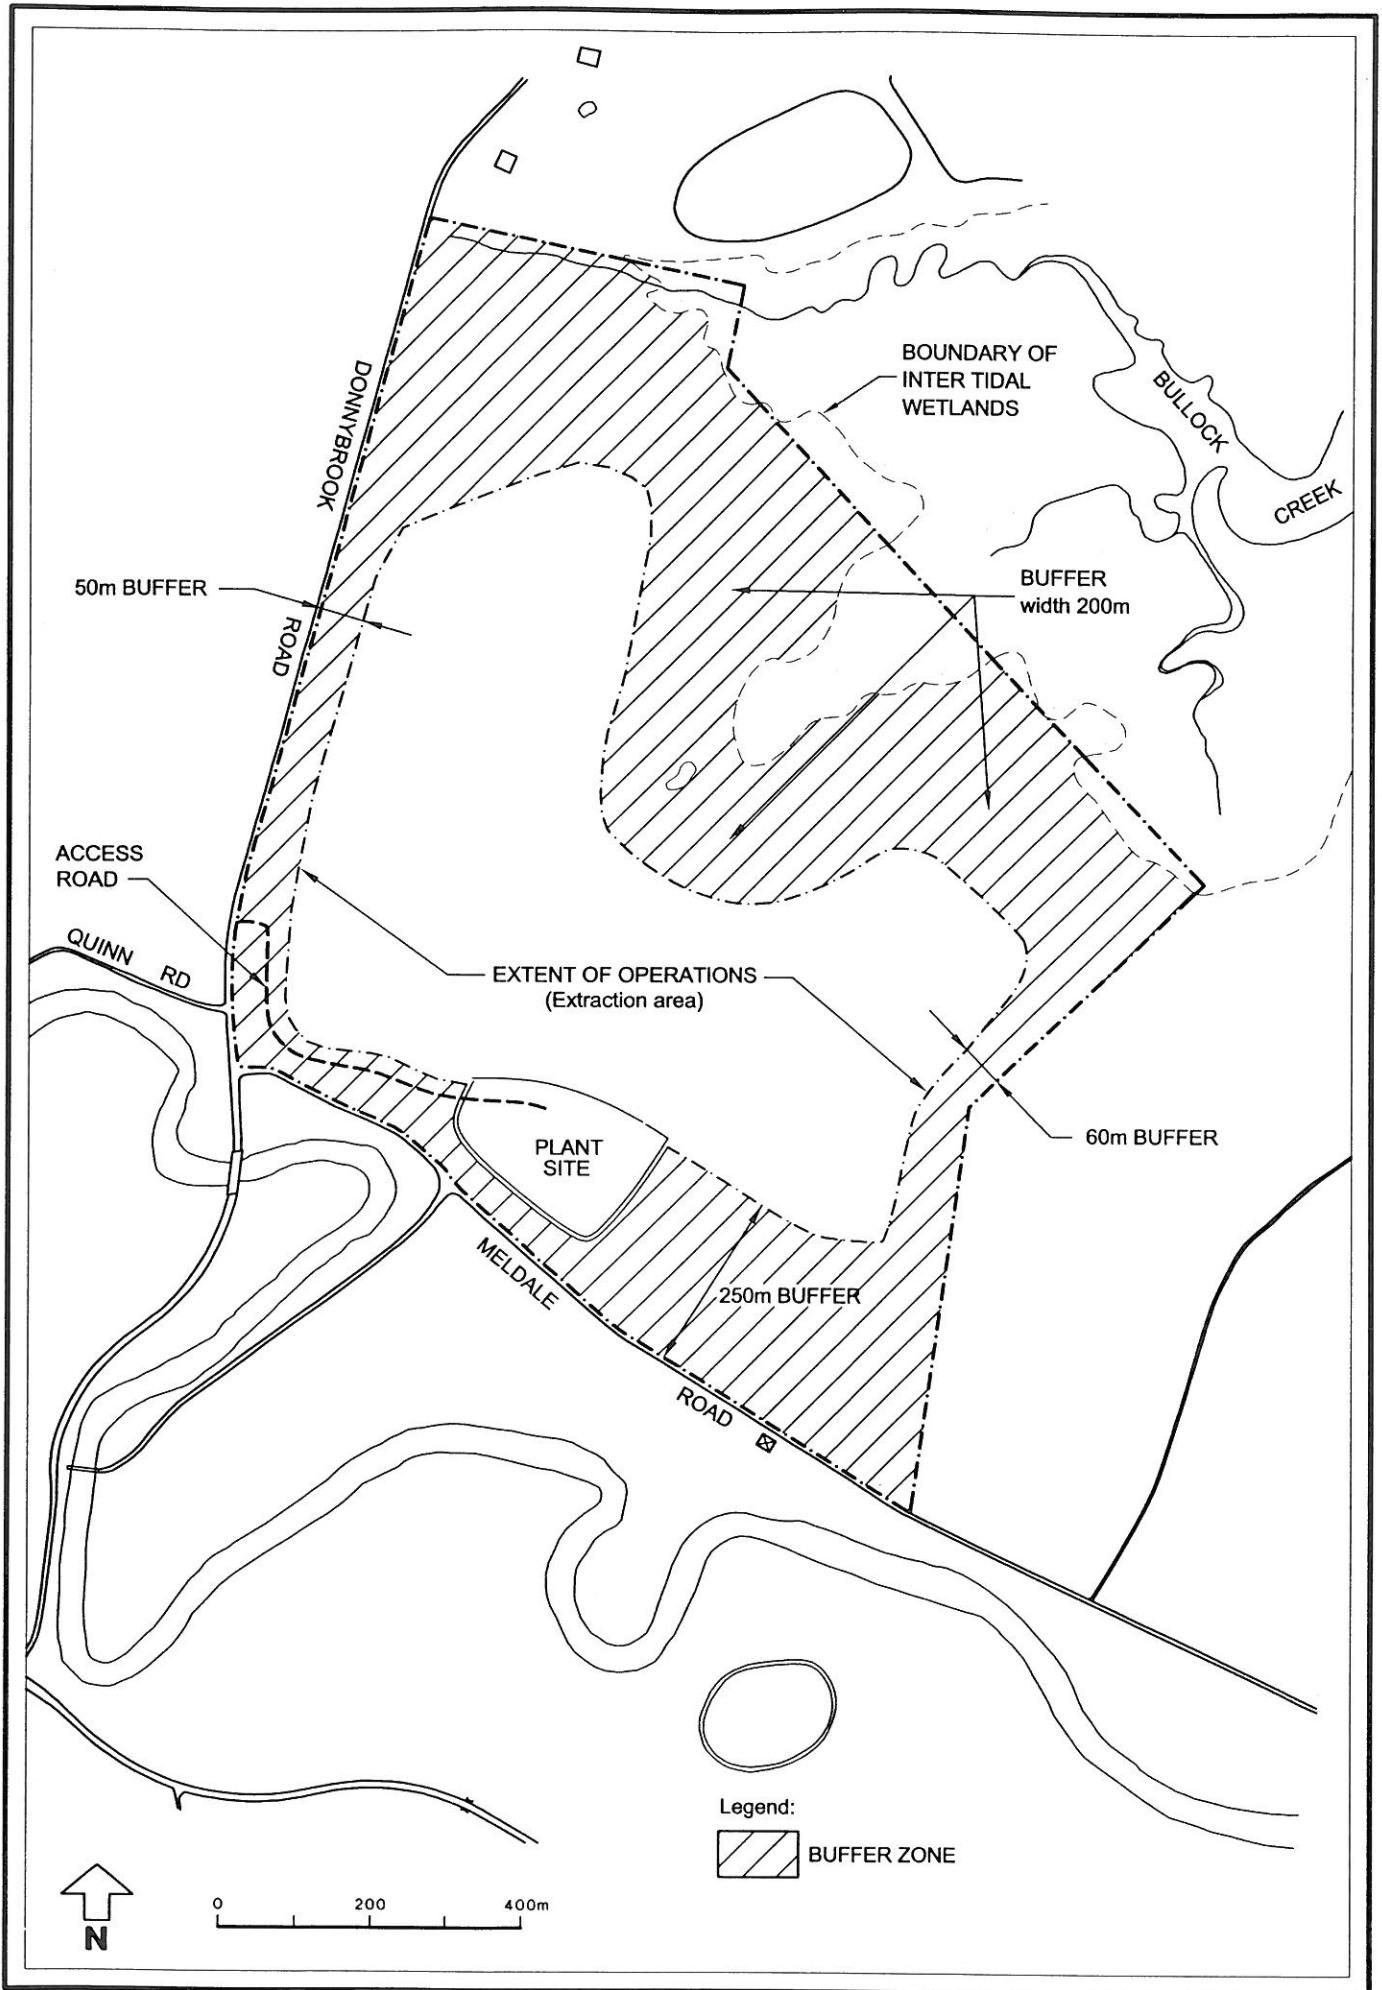 BOUNDARY OF
INTER TIDAL
WETLANDS
BULLOCK
CREEK
DONNYBROOK
ROAD
50m BUFFER
BUFFER
width 200m
ACCESS
ROAD
QUINN RD
EXTENT OF OPERATIONS
(Extraction area)
PLANT
SITE
60m BUFFER
MELDALE
ROAD
250m BUFFER
Legend:
BUFFER ZONE
N
0 200 400m